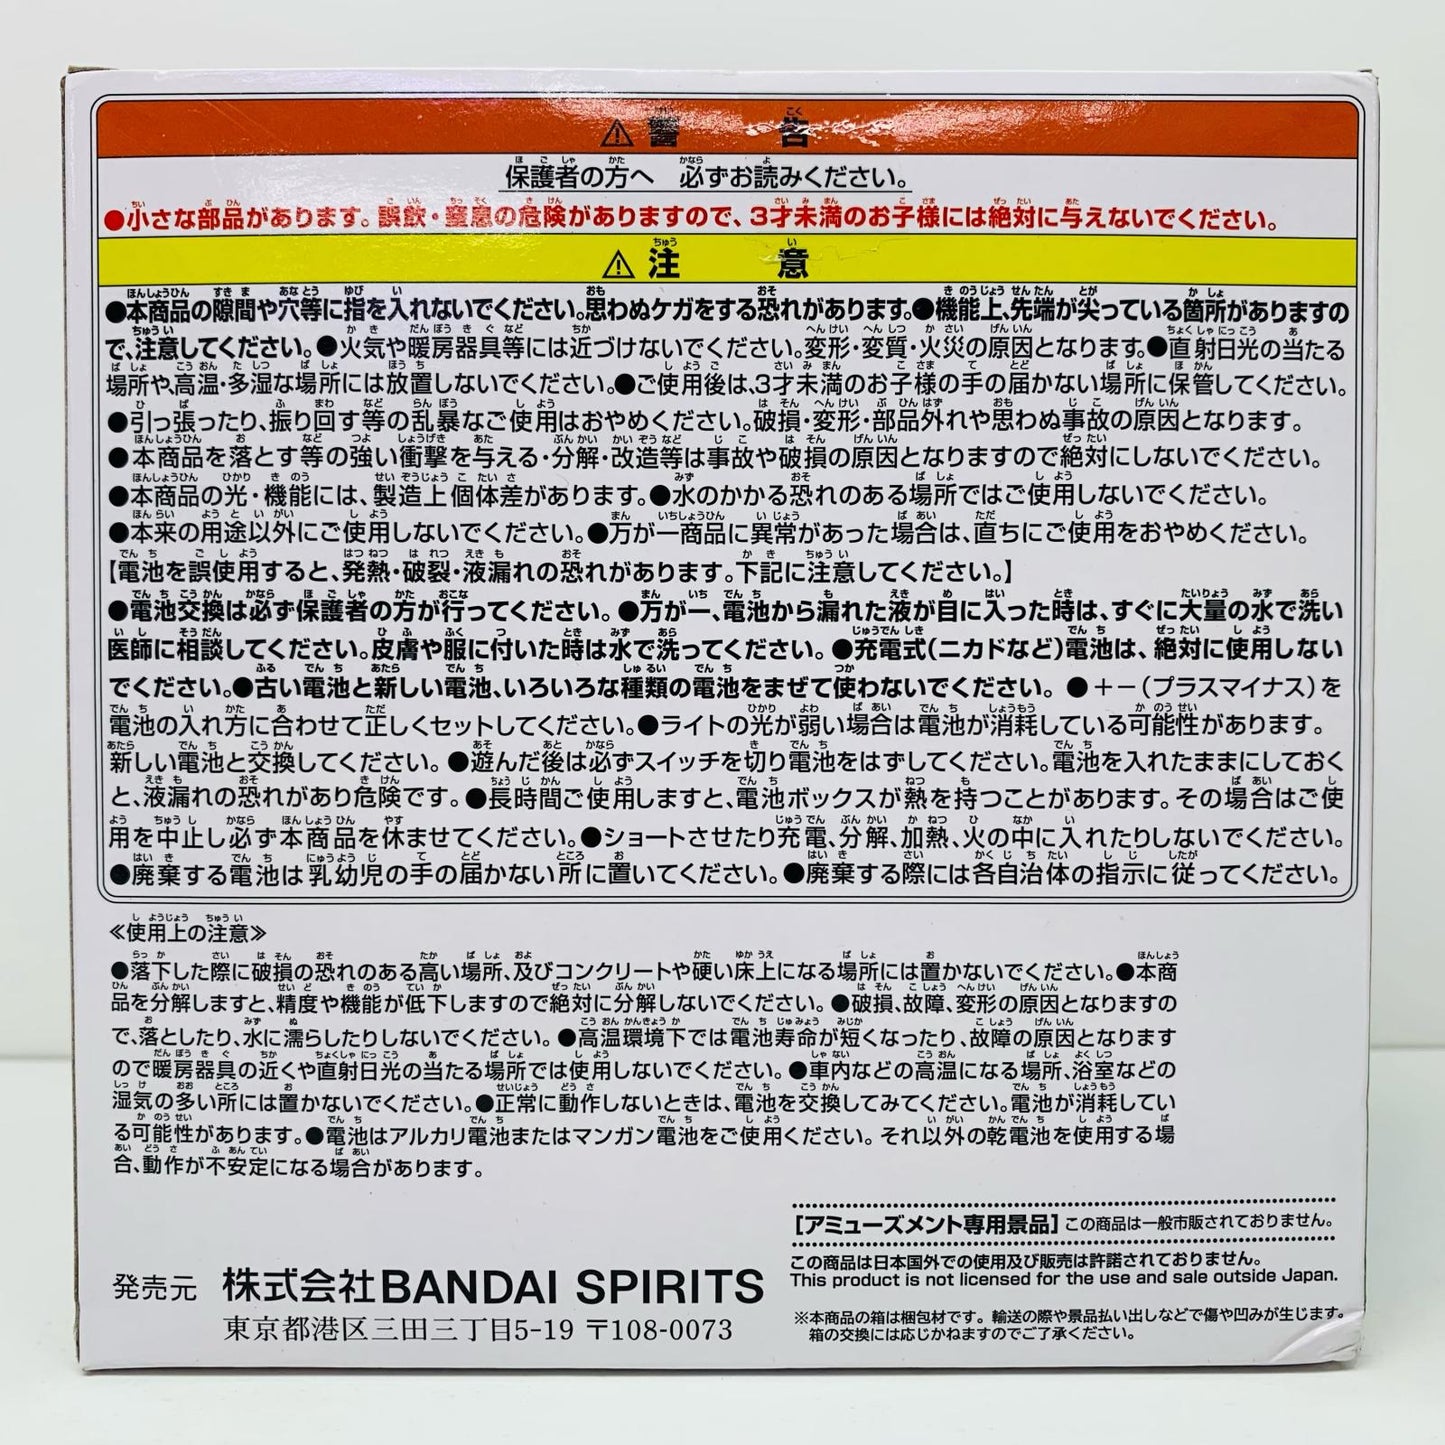 ⚠警 告
保護者の方へ 必ずお読みください。
●小さな部品があります。誤飲・窒息の危険がありますので、3才未満のお子様には絶対に与えないでください。
⚠注 意
●本商品の隙間や穴等に指を入れないでください。思わぬケガをする恐れがあります。●機能上、先端が尖っている箇所がありますの
で、注意してください。●火気や暖房器具等には近づけないでください。変形・変質・火災の原因となります。●直射日光の当たる
場所や、高温・多湿な場所には放置しないでください。●ご使用後は、3才未満のお子様の手の届かない場所に保管してください。
●引っ張ったり、振り回す等の乱暴なご使用はおやめください。破損・変形・部品外れや思わぬ事故の原因となります。
●本商品を落とす等の強い衝撃を与える・分解・改造等は事故や破損の原因となりますので絶対にしないでください。
●本商品の光・機能には、製造上個体差があります。●水のかかる恐れのある場所ではご使用しないでください。
●本来の用途以外にご使用しないでください。●万が一商品に異常があった場合は、直ちにご使用をおやめください。
【電池を誤使用すると、発熱・破裂・液漏れの恐れがあります。下記に注意してください。】
●電池交換は必ず保護者の方が行ってください。●万が一、電池から漏れた液が目に入った時は、すぐに大量の水で洗い
医師に相談してください。皮膚や服に付いた時は水で洗ってください。●充電式(ニカドなど)電池は、絶対に使用しない
でください。●古い電池と新しい電池、いろいろな種類の電池をまぜて使わないでください。●+−(プラスマイナス)を
電池の入れ方に合わせて正しくセットしてください。●ライトの光が弱い場合は電池が消耗している可能性があります。
新しい電池と交換してください。●遊んだ後は必ずスイッチを切り電池をはずしてください。電池を入れたままにしておく
と、液漏れの恐れがあり危険です。●長時間ご使用しますと、電池ボックスが熱を持つことがあります。その場合はご使
用を中止し必ず本商品を休ませてください。●ショートさせたり充電、分解、加熱、火の中に入れたりしないでください。
●廃棄する電池は乳幼児の手の届かない所に置いてください。●廃棄する際には各自治体の指示に従ってください。
≪使用上の注意≫
●落下した際に破損の恐れのある高い場所、及びコンクリートや硬い床上になる場所には置かないでください。●本商
品を分解しますと、精度や機能が低下しますので絶対に分解しないでください。●破損、故障、変形の原因となりますの
で、落としたり、水に濡らしたりしないでください。●高温環境下では電池寿命が短くなったり、故障の原因となります
ので暖房器具の近くや直射日光の当たる場所では使用しないでください。●車内などの高温になる場所、浴室などの
湿気の多い所には置かないでください。●正常に動作しないときは、電池を交換してみてください。電池が消耗してい
る可能性があります。●電池はアルカリ電池またはマンガン電池をご使用ください。それ以外の乾電池を使用する場
合、動作が不安定になる場合があります。
[アミューズメント専用景品] この商品は一般市販されておりません。
この商品は日本国外での使用及び販売は許諾されておりません。
This product is not licensed for the use and sale outside Japan.
発売元 株式会社BANDAI SPIRITS
東京都港区三田三丁目5-19 〒108-0073
※本商品の箱は梱包材です。輸送の際や景品払い出しなどで傷や凹みが生じます。
箱の交換には応じかねますのでご了承ください。